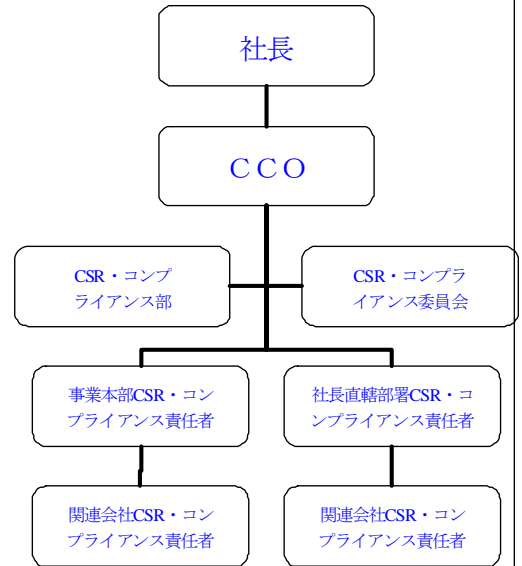 社長
ＣＣＯ
CSR・コンプ
ライアンス部
CSR・コンプラ
イアンス委員会
事業本部CSR・コン
プライアンス責任者
社長直轄部署CSR・コ
ンプライアンス責任者
関連会社CSR・コン
プライアンス責任者
関連会社CSR・コン
プライアンス責任者